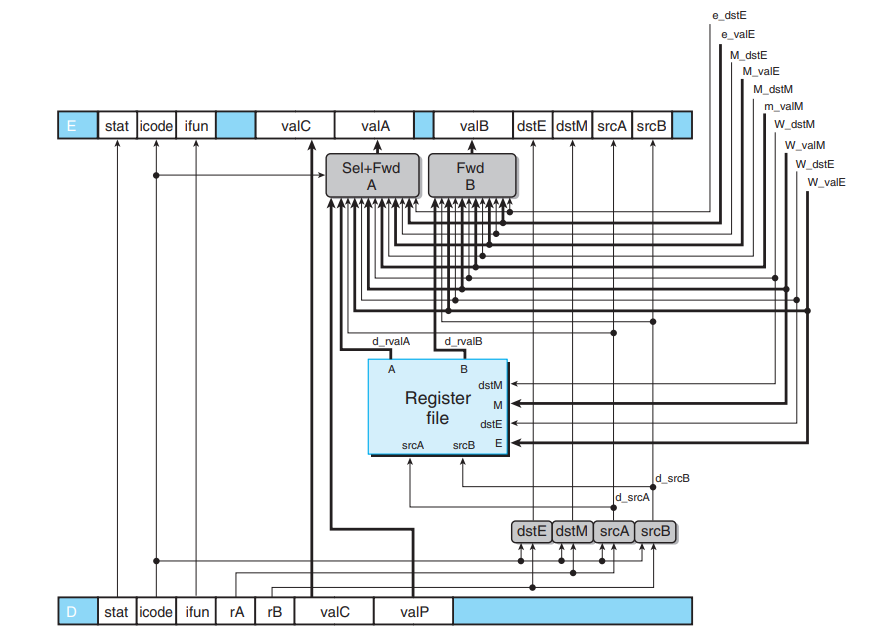 e_dstE
e_valE
M_dstE
M_valE
M_dstM
m_valM
W_dstM
W_valM
W_dstE
W_valE
E stat icode ifun valC valA valB dstE dstM srcA srcB
Sel+Fwd
A
Fwd
B
d_rvalA d_rvalB
A B
dstM
Register
file
M
dstE
E
srcA srcB
d_srcB
d_srcA
dstE dstM srcA srcB
D stat icode ifun rA rB valC valP